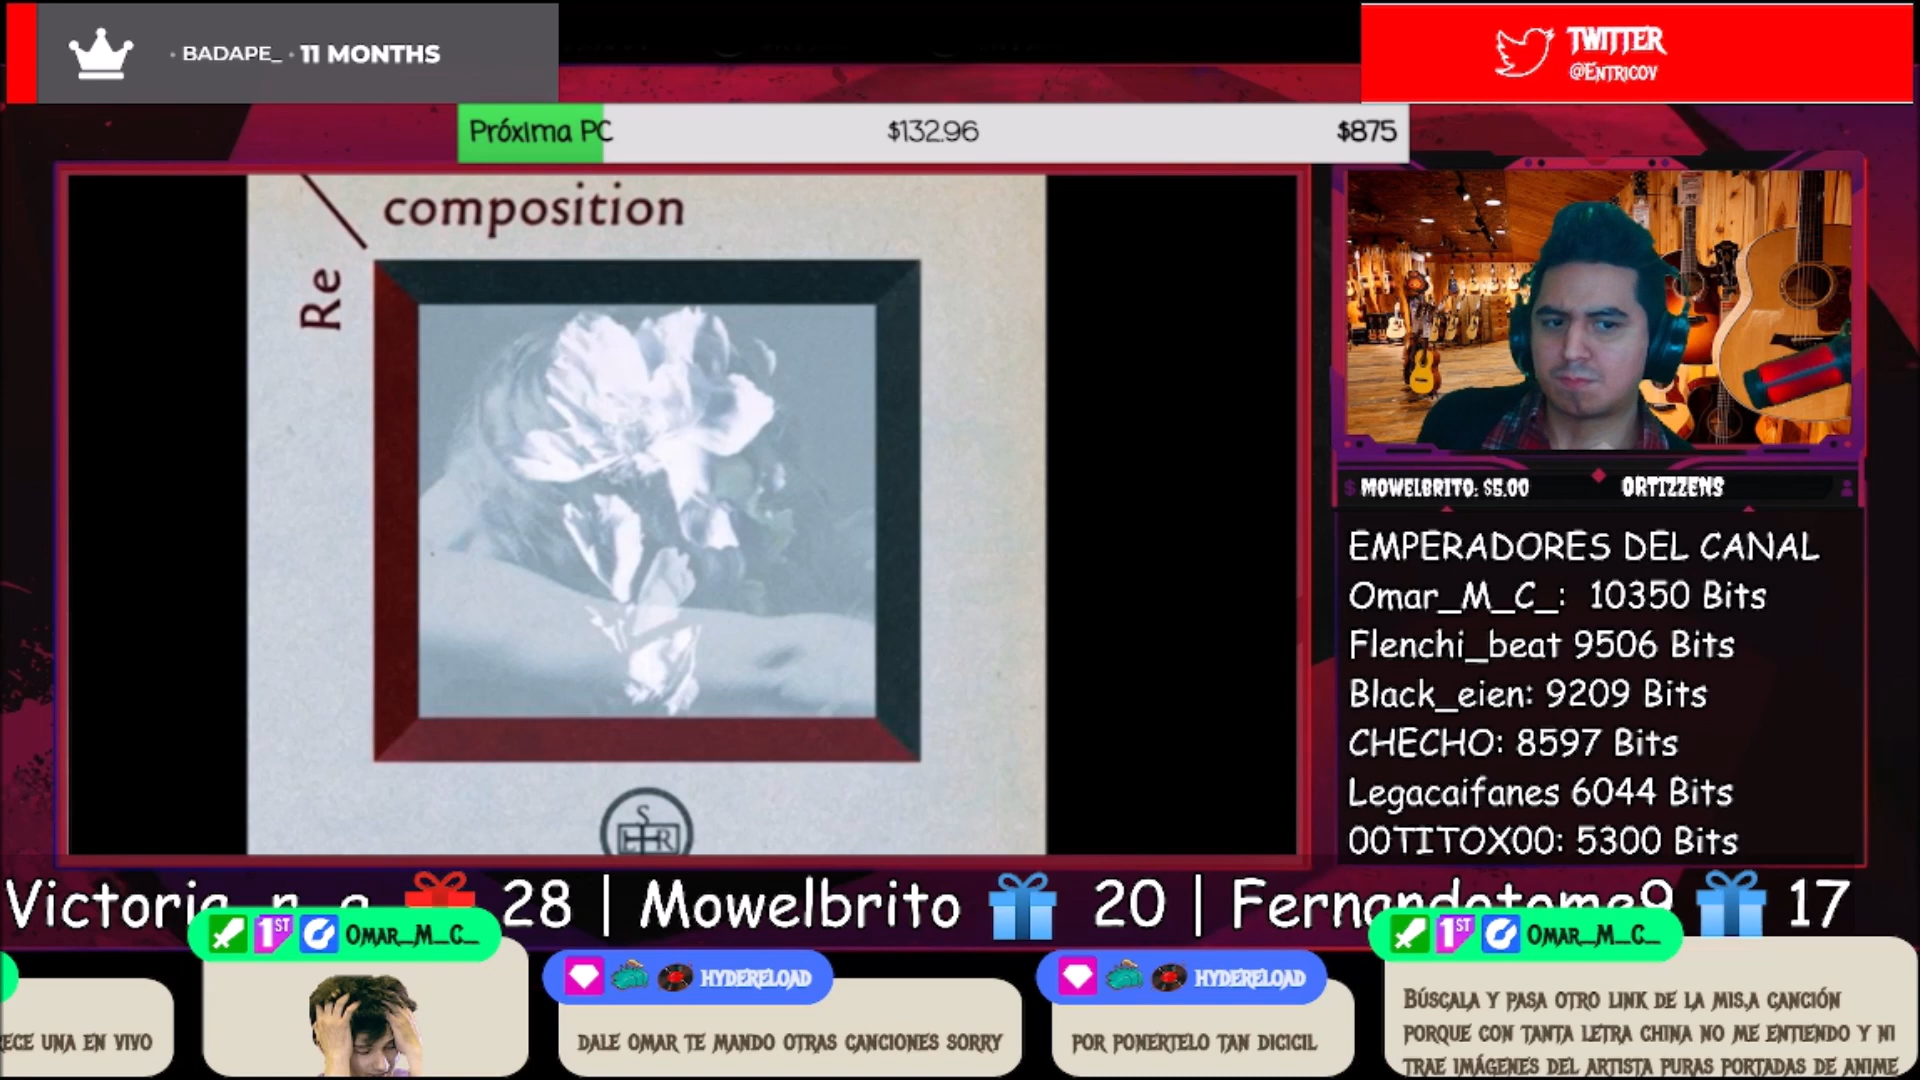 · BADAPE_ · 11 MONTHS
TWITTER
@ENTRICOV
Próxima PC
$132.96
$875
composition
Re
MOWELBRITO: $5.00
ORTIZZENS
EMPERADORES DEL CANAL
Omar_M_C_: 10350 Bits
Flenchi_beat 9506 Bits
Black_eien: 9209 Bits
CHECHO: 8597 Bits
Legacaifanes 6044 Bits
00TITOX00: 5300 Bits
28 | Mowelbrito 20 | Fernandotome9 17
1ST OMAR_M_C_
UNA EN VIVO
HYDERELOAD
DALE OMAR TE MANDO OTRAS CANCIONES SORRY
HYDERELOAD
POR PONERTELO TAN DICICIL
1ST OMAR_M_C_
BÚSCALA Y PASA OTRO LINK DE LA MIS,A CANCIÓN
PORQUE CON TANTA LETRA CHINA NO ME ENTIENDO Y NI
TRAE IMÁGENES DEL ARTISTA PURAS PORTADAS DE ANIME